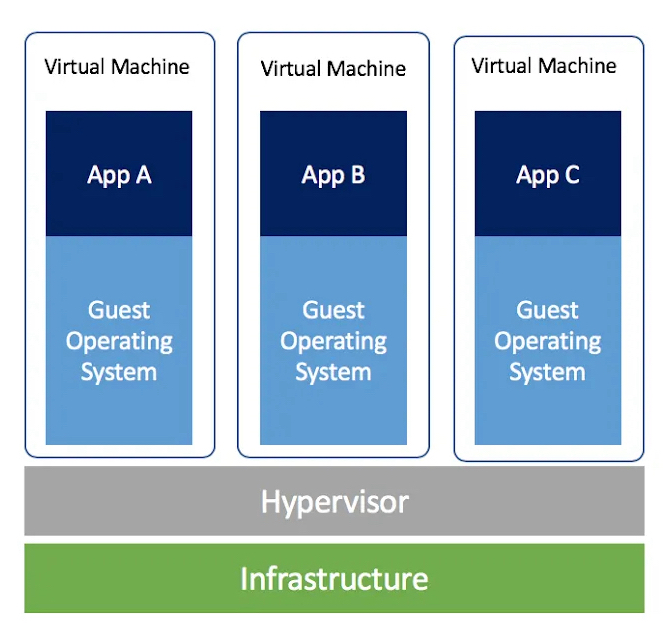 Virtual Machine
Virtual Machine
Virtual Machine
App A
App B
App C
Guest
Operating
System
Guest
Operating
System
Guest
Operating
System
Hypervisor
Infrastructure